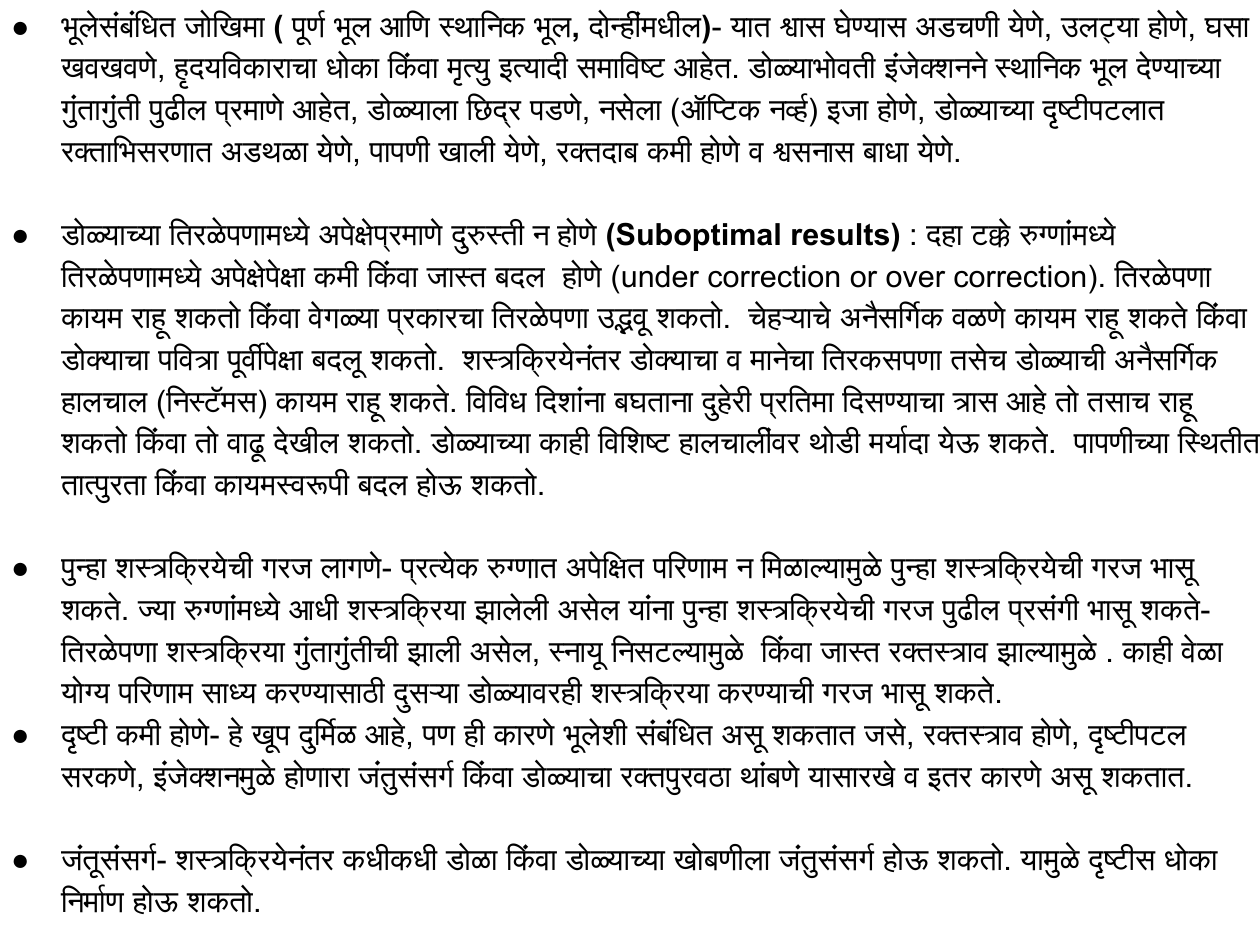 ● भूलेसंबंधित जोखिमा ( पूर्ण भूल आणि स्थानिक भूल, दोन्हींमधील)- यात श्वास घेण्यास अडचणी येणे, उलट्या होणे, घसा
खवखवणे, हृदयविकाराचा धोका किंवा मृत्यु इत्यादी समाविष्ट आहेत. डोळ्याभोवती इंजेक्शनने स्थानिक भूल देण्याच्या
गुंतागुंती पुढील प्रमाणे आहेत, डोळ्याला छिद्र पडणे, नसेला (ऑप्टिक नर्व्ह) इजा होणे, डोळ्याच्या दृष्टीपटलात
रक्ताभिसरणात अडथळा येणे, पापणी खाली येणे, रक्तदाब कमी होणे व श्वसनास बाधा येणे.
● डोळ्याच्या तिरळेपणामध्ये अपेक्षेप्रमाणे दुरुस्ती न होणे (Suboptimal results) : दहा टक्के रुग्णांमध्ये
तिरळेपणामध्ये अपेक्षेपेक्षा कमी किंवा जास्त बदल होणे (under correction or over correction). तिरळेपणा
कायम राहू शकतो किंवा वेगळ्या प्रकारचा तिरळेपणा उद्भवू शकतो. चेहऱ्याचे अनैसर्गिक वळणे कायम राहू शकते किंवा
डोक्याचा पवित्रा पूर्वीपेक्षा बदलू शकतो. शस्त्रक्रियेनंतर डोक्याचा व मानेचा तिरकसपणा तसेच डोळ्याची अनैसर्गिक
हालचाल (निस्टॅमस) कायम राहू शकते. विविध दिशांना बघताना दुहेरी प्रतिमा दिसण्याचा त्रास आहे तो तसाच राहू
शकतो किंवा तो वाढू देखील शकतो. डोळ्याच्या काही विशिष्ट हालचालींवर थोडी मर्यादा येऊ शकते. पापणीच्या स्थितीत
तात्पुरता किंवा कायमस्वरूपी बदल होऊ शकतो.
● पुन्हा शस्त्रक्रियेची गरज लागणे- प्रत्येक रुग्णात अपेक्षित परिणाम न मिळाल्यामुळे पुन्हा शस्त्रक्रियेची गरज भासू
शकते. ज्या रुग्णांमध्ये आधी शस्त्रक्रिया झालेली असेल यांना पुन्हा शस्त्रक्रियेची गरज पुढील प्रसंगी भासू शकते-
तिरळेपणा शस्त्रक्रिया गुंतागुंतीची झाली असेल, स्नायू निसटल्यामुळे किंवा जास्त रक्तस्त्राव झाल्यामुळे . काही वेळा
योग्य परिणाम साध्य करण्यासाठी दुसऱ्या डोळ्यावरही शस्त्रक्रिया करण्याची गरज भासू शकते.
● दृष्टी कमी होणे- हे खूप दुर्मिळ आहे, पण ही कारणे भूलेशी संबंधित असू शकतात जसे, रक्तस्त्राव होणे, दृष्टीपटल
सरकणे, इंजेक्शनमुळे होणारा जंतुसंसर्ग किंवा डोळ्याचा रक्तपुरवठा थांबणे यासारखे व इतर कारणे असू शकतात.
● जंतूसंसर्ग- शस्त्रक्रियेनंतर कधीकधी डोळा किंवा डोळ्याच्या खोबणीला जंतुसंसर्ग होऊ शकतो. यामुळे दृष्टीस धोका
निर्माण होऊ शकतो.